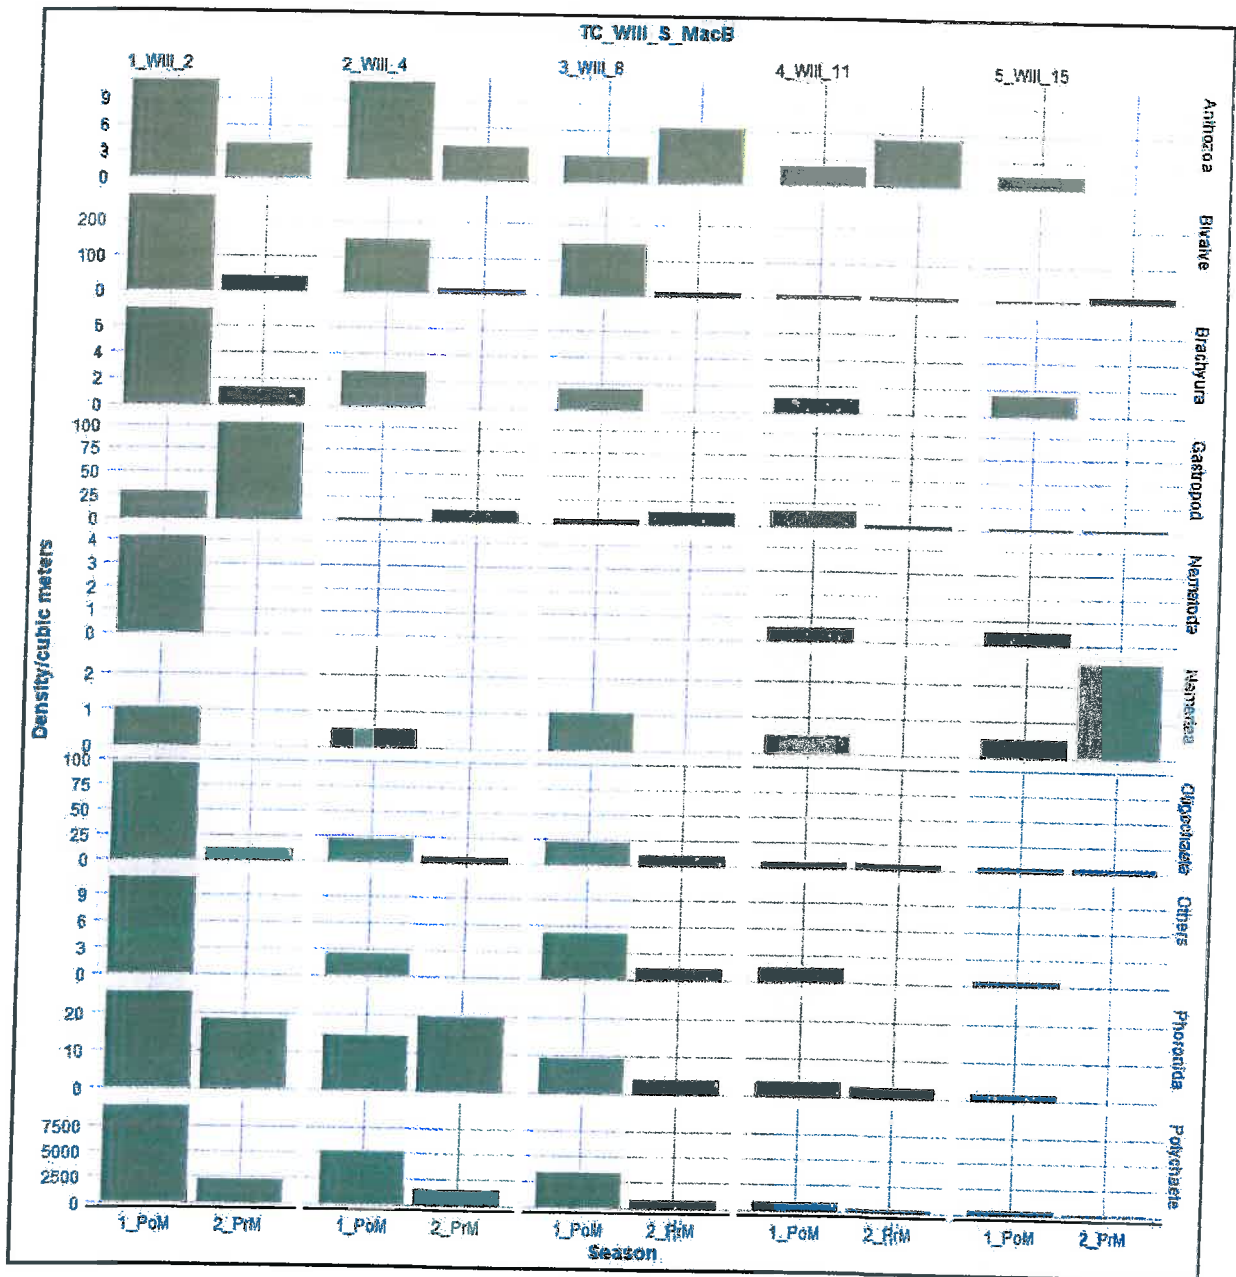 TC_Will_S_MacB
1_Will_2 2_Will_4 3_Will_8 4_Will_11 5_Will_15
9
6
3
0
Anthozoa
200
100
0
Bivalve
6
4
2
0
Brachyura
100
75
50
25
0
Gastropod
4
3
2
1
0
Nematoda
2
1
0
Nemertea
100
75
50
25
0
Oligochaeta
9
6
3
0
Others
20
10
0
Phoronida
7500
5000
2500
0
Polychaete
Density/cubic meters
1_PoM 2_PrM 1_PoM 2_PrM 1_PoM 2_PrM 1_PoM 2_PrM 1_PoM 2_PrM
Season